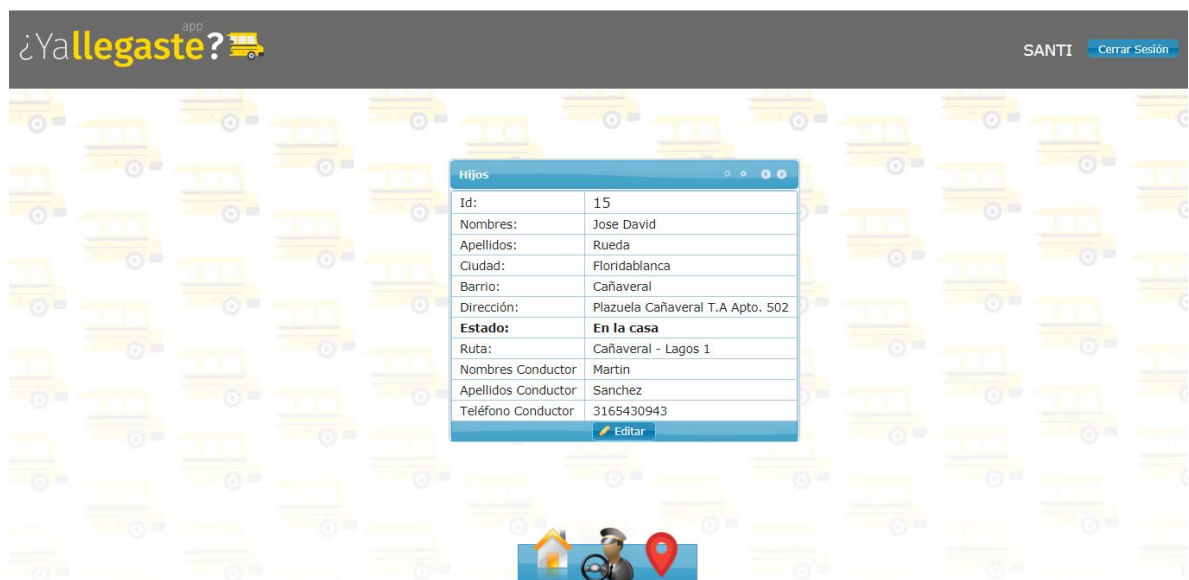 app
¿Yallegaste?
SANTI Cerrar Sesión
Hijos
Id: 15
Nombres: Jose David
Apellidos: Rueda
Ciudad: Floridablanca
Barrio: Cañaveral
Dirección: Plazuela Cañaveral T.A Apto. 502
Estado: En la casa
Ruta: Cañaveral - Lagos 1
Nombres Conductor Martin
Apellidos Conductor Sanchez
Teléfono Conductor 3165430943
Editar